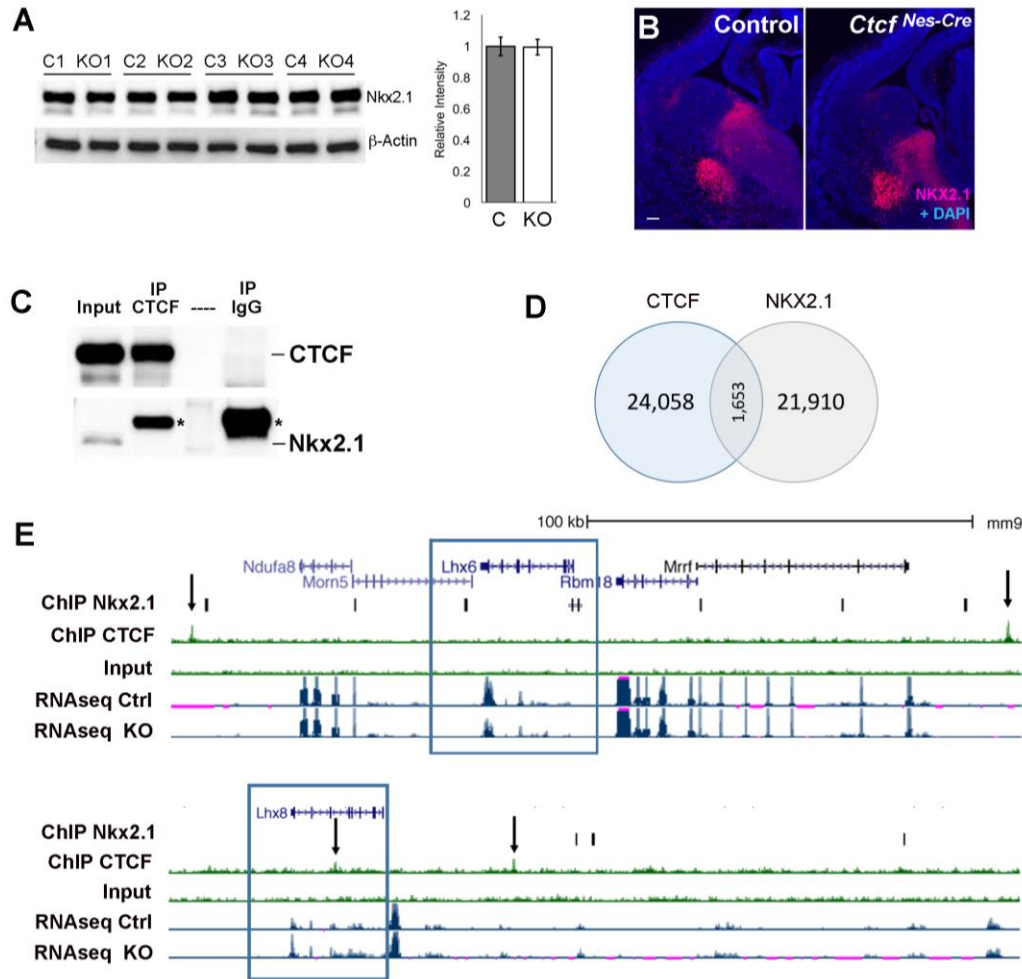 A
C1 KO1 C2 KO2 C3 KO3 C4 KO4
Nkx2.1
β-Actin
Relative Intensity
1.2
1
0.8
0.6
0.4
0.2
0
C KO
B
Control
Ctcf Nes-Cre
NKX2.1
+ DAPI
C
Input
IP
CTCF
----
IP
IgG
CTCF
* *
Nkx2.1
D
CTCF NKX2.1
24,058 1,653 21,910
E
100 kb mm9
Ndufa8 Lhx6 Mrrf
Morn5 Rbm18
ChIP Nkx2.1
ChIP CTCF
Input
RNAseq Ctrl
RNAseq KO
Lhx8
ChIP Nkx2.1
ChIP CTCF
Input
RNAseq Ctrl
RNAseq KO